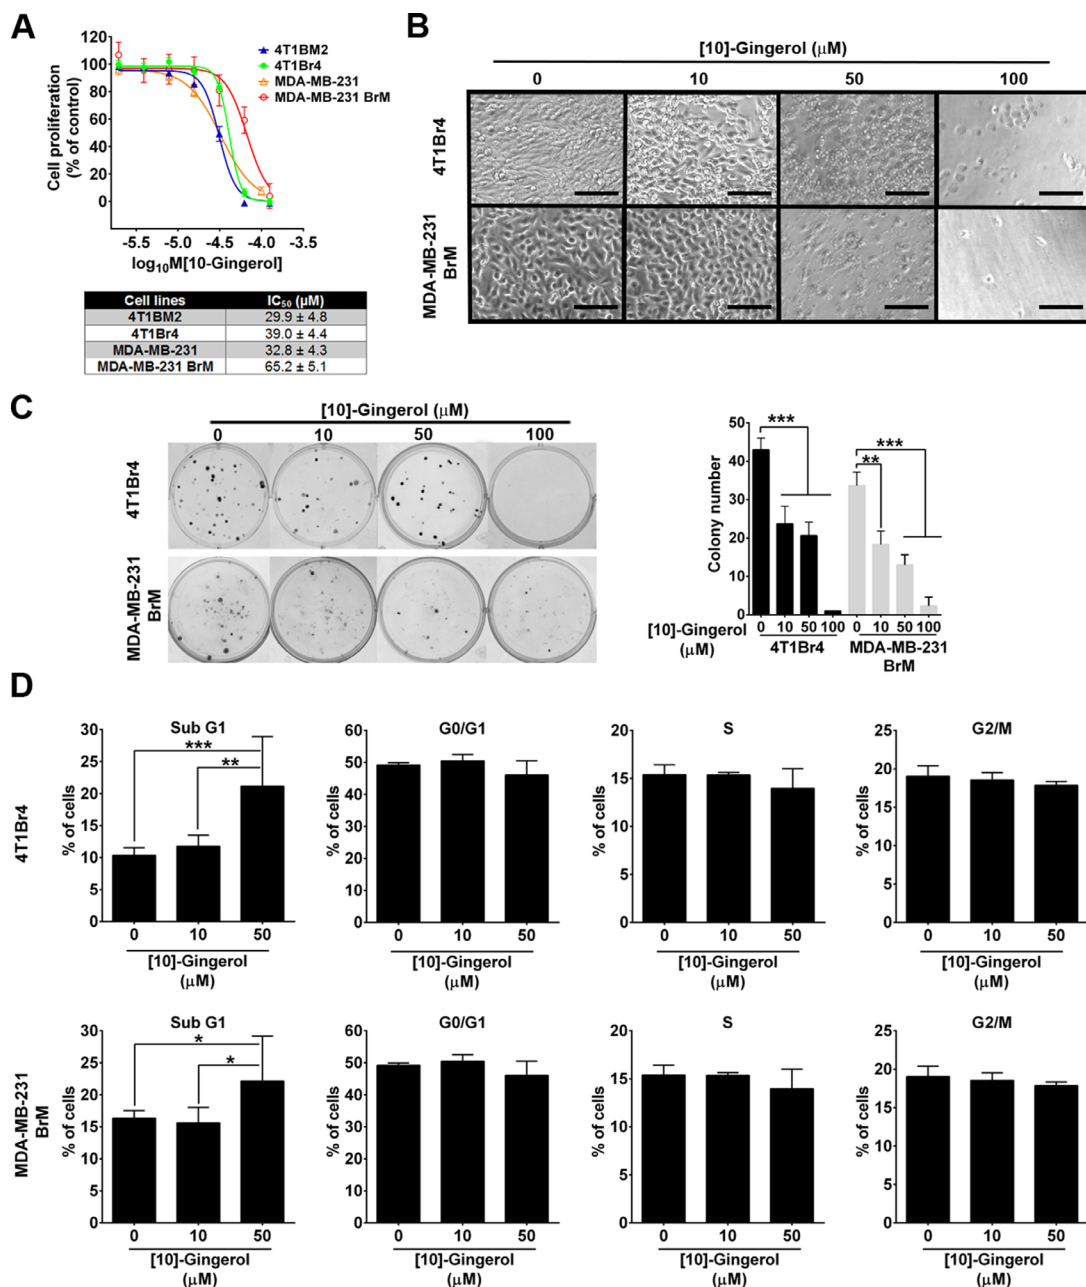 A
120
100
80
60
40
20
0
Cell proliferation
(% of control)
4T1BM2
4T1Br4
MDA-MB-231
MDA-MB-231 BrM
-5.5 -5.0 -4.5 -4.0 -3.5
log10M[10-Gingerol]
Cell lines IC50 (µM)
4T1BM2 29.9 ± 4.8
4T1Br4 39.0 ± 4.4
MDA-MB-231 32.8 ± 4.3
MDA-MB-231 BrM 65.2 ± 5.1
B
[10]-Gingerol (µM)
0 10 50 100
4T1Br4
MDA-MB-231
BrM
C
[10]-Gingerol (µM)
0 10 50 100
4T1Br4
MDA-MB-231
BrM
50
40
30
20
10
0
Colony number
***
**
***
0 10 50 100 0 10 50 100
[10]-Gingerol
(µM)
4T1Br4
MDA-MB-231
BrM
D
4T1Br4
Sub G1
% of cells
30
25
20
15
10
5
0
***
**
0 10 50
[10]-Gingerol
(µM)
G0/G1
% of cells
60
50
40
30
20
10
0
0 10 50
[10]-Gingerol
(µM)
S
% of cells
20
15
10
5
0
0 10 50
[10]-Gingerol
(µM)
G2/M
% of cells
25
20
15
10
5
0
0 10 50
[10]-Gingerol
(µM)
MDA-MB-231
BrM
Sub G1
% of cells
30
25
20
15
10
5
0
*
*
0 10 50
[10]-Gingerol
(µM)
G0/G1
% of cells
60
50
40
30
20
10
0
0 10 50
[10]-Gingerol
(µM)
S
% of cells
20
15
10
5
0
0 10 50
[10]-Gingerol
(µM)
G2/M
% of cells
25
20
15
10
5
0
0 10 50
[10]-Gingerol
(µM)